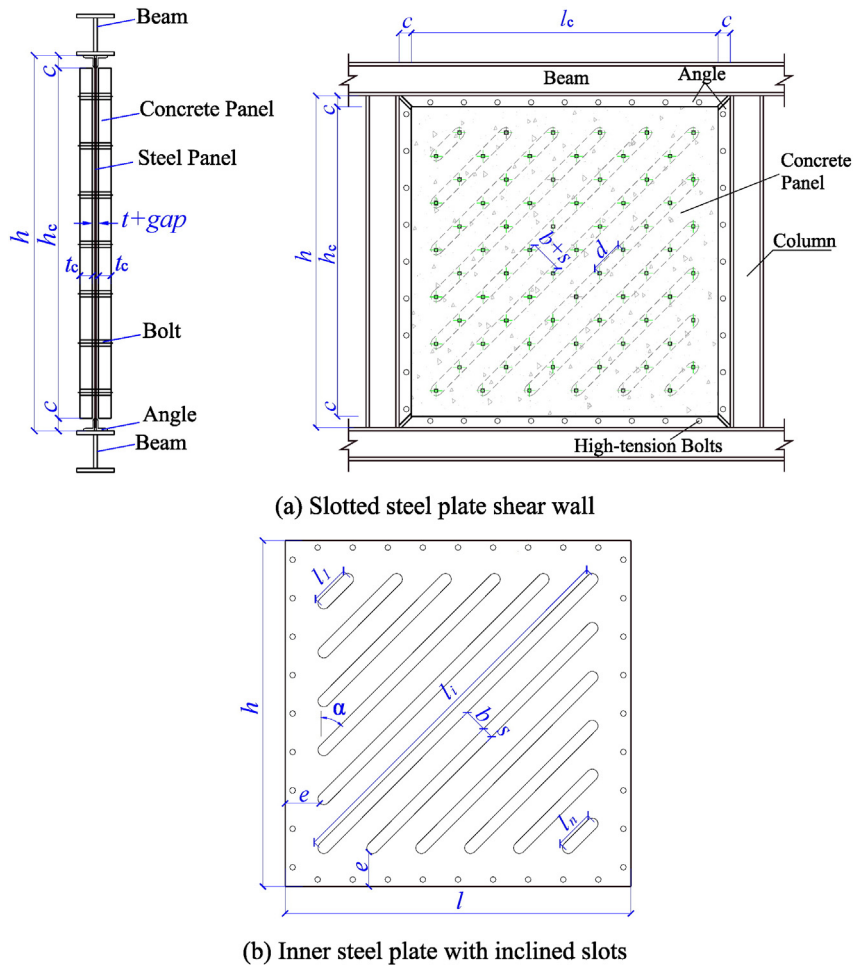 Beam
c
Concrete Panel
Steel Panel
t+gap
h
hc
tc
tc
Bolt
c
Angle
Beam
c
lc
c
Beam
Angle
c
Concrete
Panel
b+s
d
h
hc
Column
c
High-tension Bolts
(a) Slotted steel plate shear wall
l1
h
li
α
b
s
e
ln
e
l
(b) Inner steel plate with inclined slots